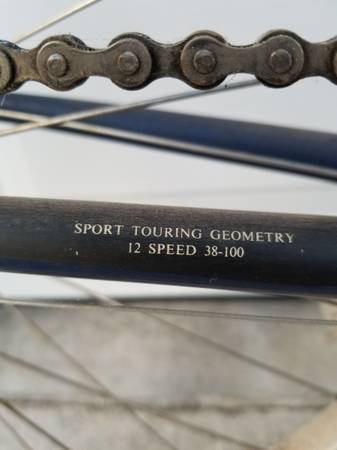 SPORT TOURING GEOMETRY
12 SPEED 38-100